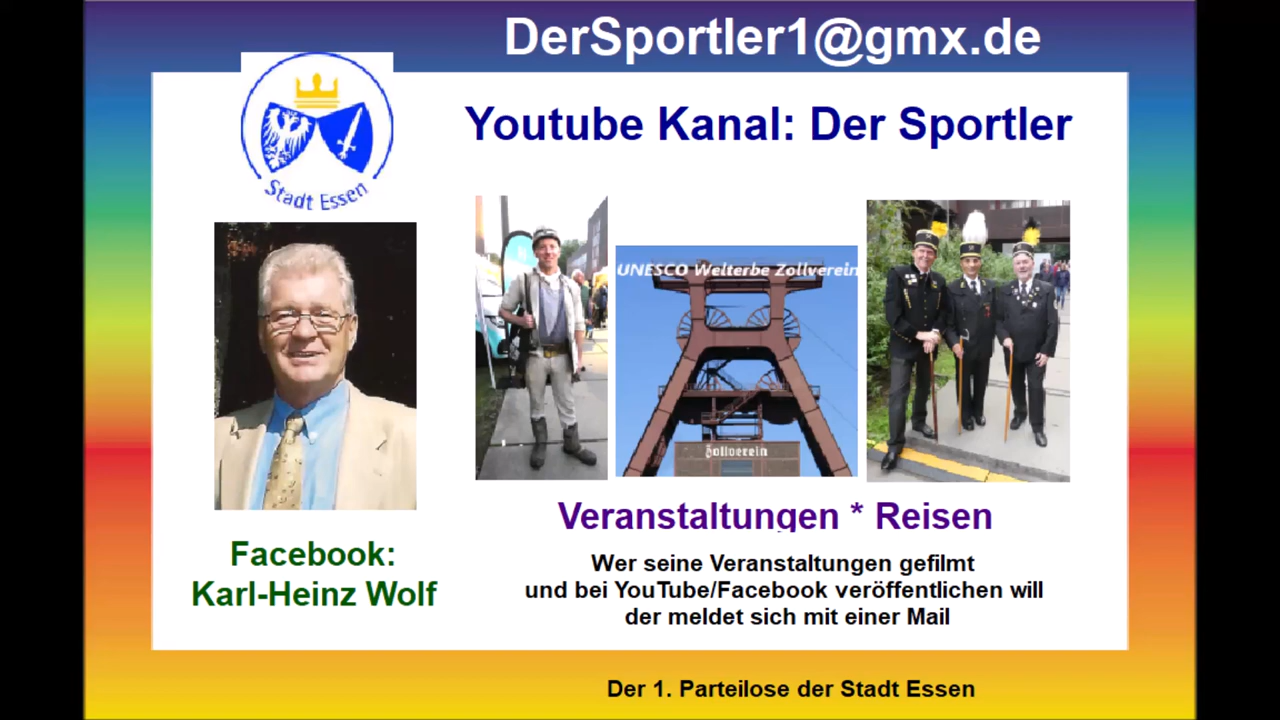 DerSportler1@gmx.de
Youtube Kanal: Der Sportler
Stadt Essen
UNESCO Welterbe Zollverein
Zollverein
Veranstaltungen * Reisen
Facebook:
Karl-Heinz Wolf
Wer seine Veranstaltungen gefilmt
und bei YouTube/Facebook veröffentlichen will
der meldet sich mit einer Mail
Der 1. Parteilose der Stadt Essen